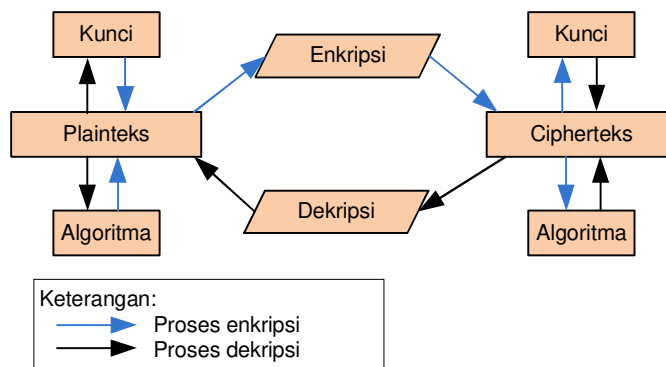 Kunci
Kunci
Enkripsi
Plainteks
Cipherteks
Dekripsi
Algoritma
Algoritma
Keterangan:
Proses enkripsi
Proses dekripsi